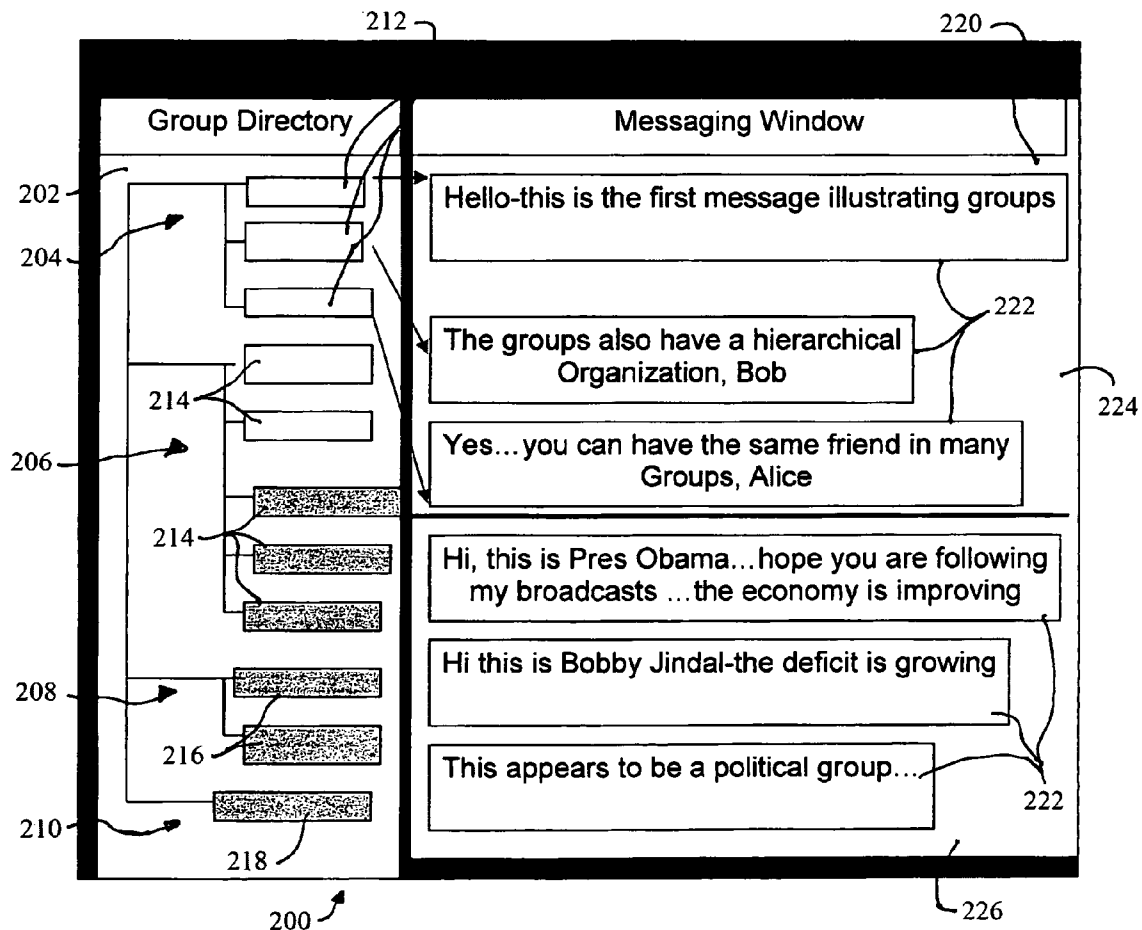 212
220
Group Directory
Messaging Window
202
Hello-this is the first message illustrating groups
204
222
The groups also have a hierarchical
Organization, Bob
214
224
Yes...you can have the same friend in many
Groups, Alice
206
214
Hi, this is Pres Obama...hope you are following
my broadcasts ...the economy is improving
Hi this is Bobby Jindal-the deficit is growing
208
216
This appears to be a political group...
222
210
218
200
226